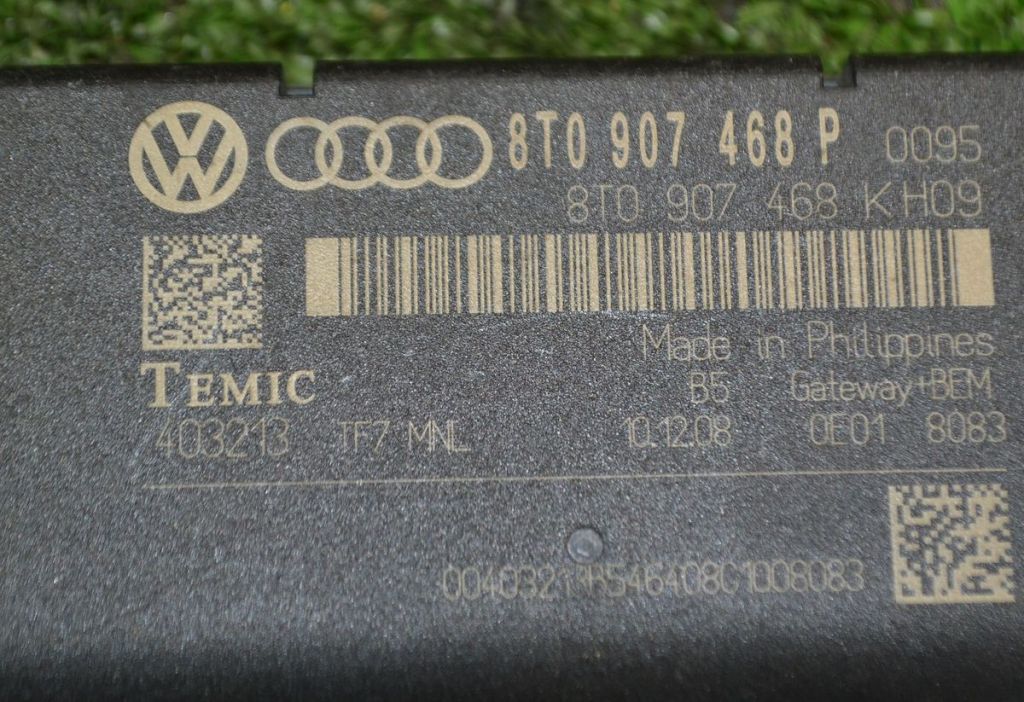 8T0 907 468 P 0095
8T0 907 468 K H09
Made in Philippines
TEMIC B5 Gateway+BEM
403213 TF7 MNL 10.12.08 0E01 8083